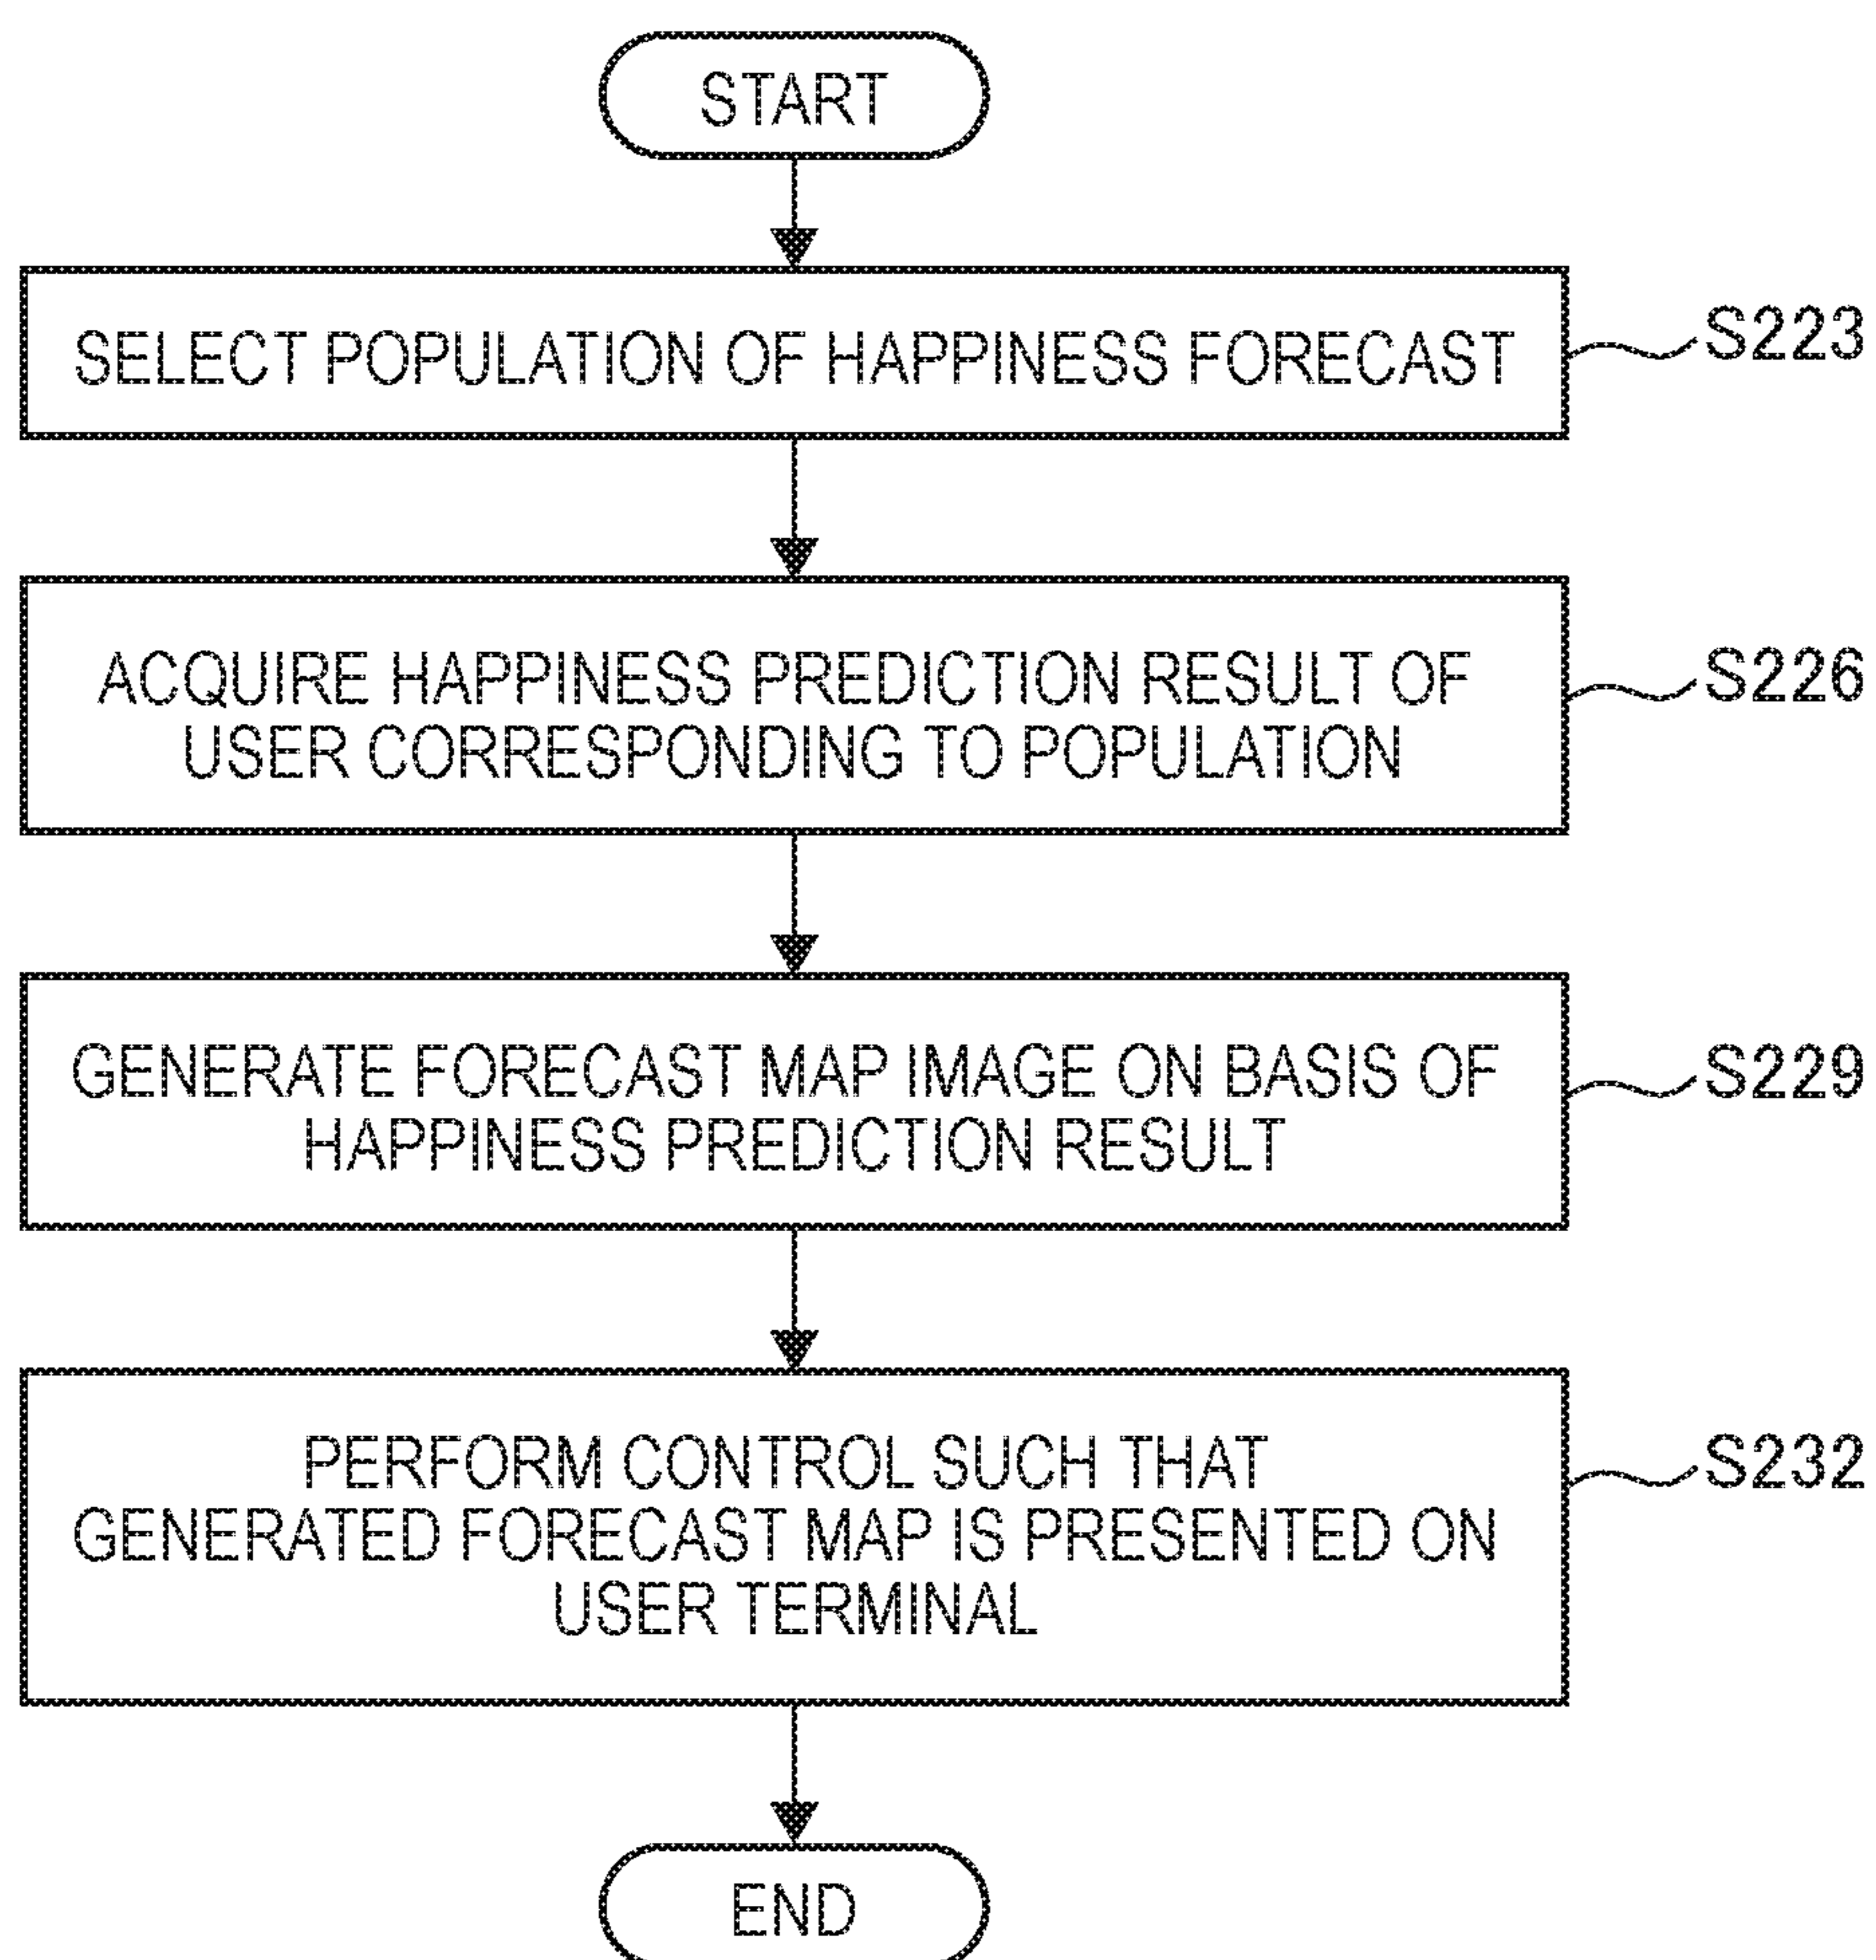 START
SELECT POPULATION OF HAPPINESS FORECAST
S223
ACQUIRE HAPPINESS PREDICTION RESULT OF
USER CORRESPONDING TO POPULATION
S226
GENERATE FORECAST MAP IMAGE ON BASIS OF
HAPPINESS PREDICTION RESULT
S229
PERFORM CONTROL SUCH THAT
GENERATED FORECAST MAP IS PRESENTED ON
USER TERMINAL
S232
END